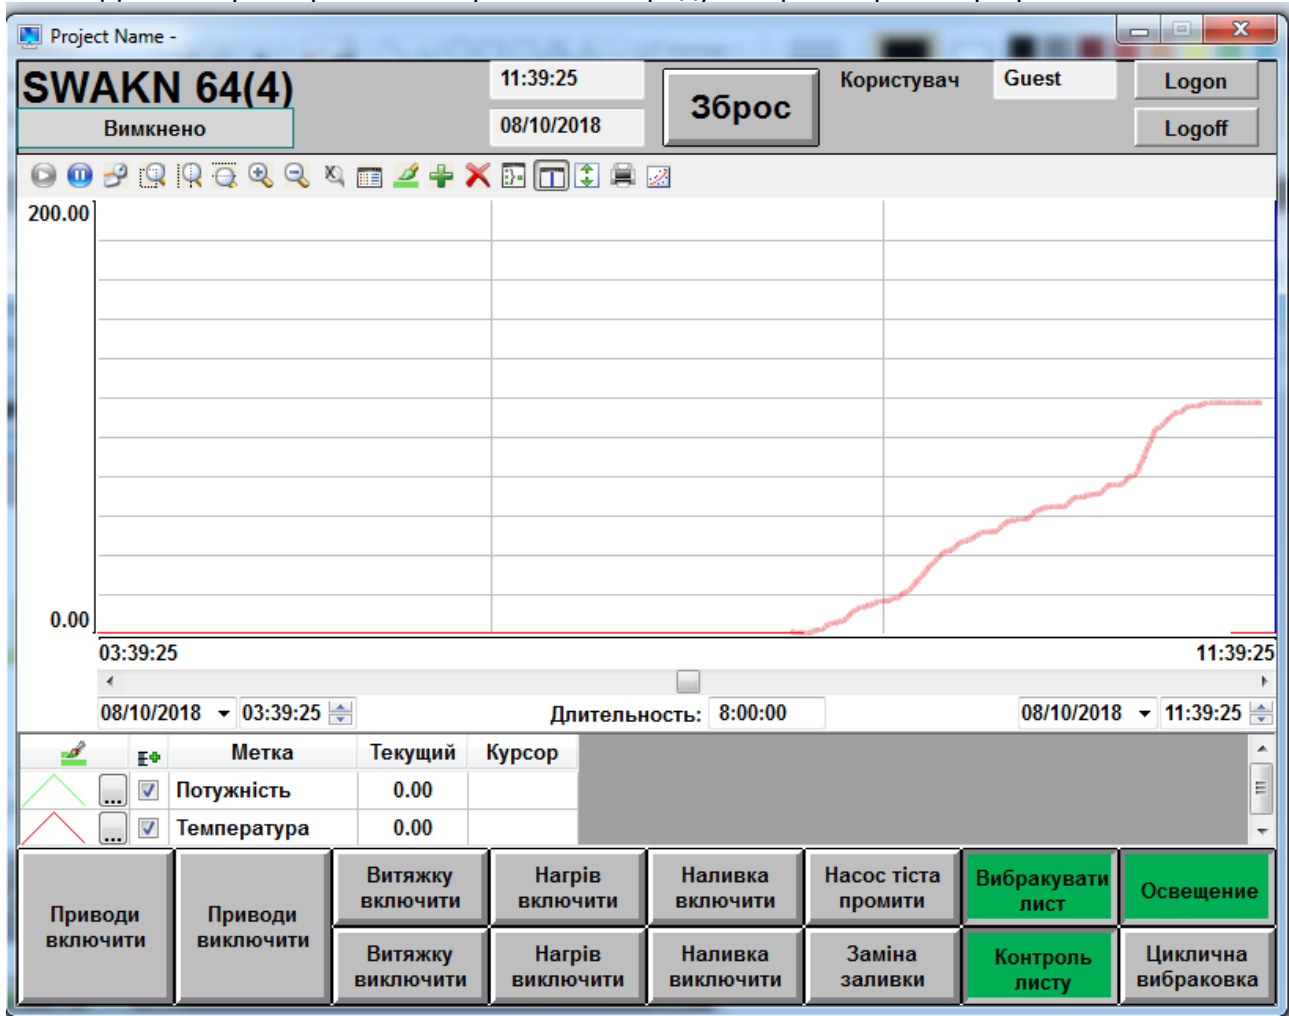 Project Name -
SWAKN 64(4)
Вимкнено
11:39:25
08/10/2018
Зброс
Користувач
Guest
Logon
Logoff
200.00
0.00
03:39:25
11:39:25
08/10/2018
03:39:25
Длительность:
8:00:00
08/10/2018
11:39:25
Метка
Текущий
Курсор
Потужність
0.00
Температура
0.00
Приводи
включити
Приводи
виключити
Витяжку
включити
Нагрів
включити
Наливка
включити
Насос тіста
промити
Вибракувати
лист
Освещение
Витяжку
виключити
Нагрів
виключити
Наливка
виключити
Заміна
заливки
Контроль
листу
Циклична
вибраковка